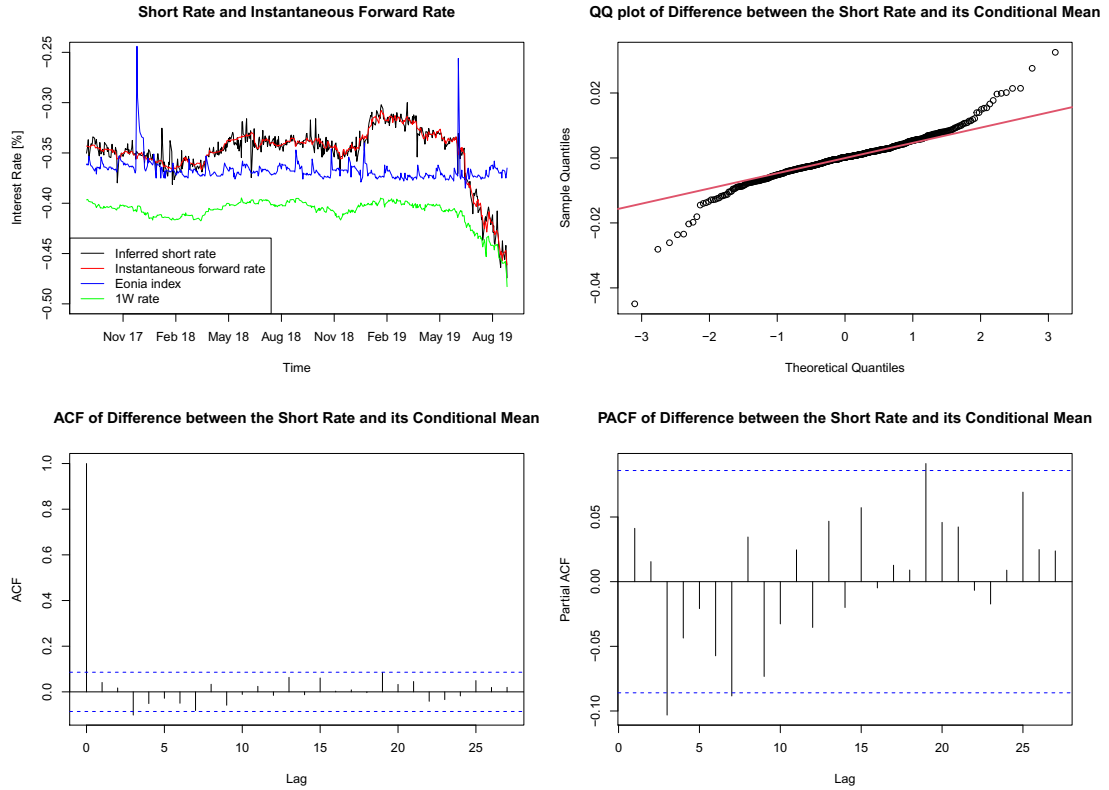 Short Rate and Instantaneous Forward Rate
Interest Rate [%]
−0.25
−0.30
−0.35
−0.40
−0.45
−0.50
Inferred short rate
Instantaneous forward rate
Eonia index
1W rate
Nov 17 Feb 18 May 18 Aug 18 Nov 18 Feb 19 May 19 Aug 19
Time
QQ plot of Difference between the Short Rate and its Conditional Mean
Sample Quantiles
0.02
0.00
−0.02
−0.04
−3 −2 −1 0 1 2 3
Theoretical Quantiles
ACF of Difference between the Short Rate and its Conditional Mean
ACF
1.0
0.8
0.6
0.4
0.2
0.0
0 5 10 15 20 25
Lag
PACF of Difference between the Short Rate and its Conditional Mean
Partial ACF
0.05
0.00
−0.05
−0.10
0 5 10 15 20 25
Lag